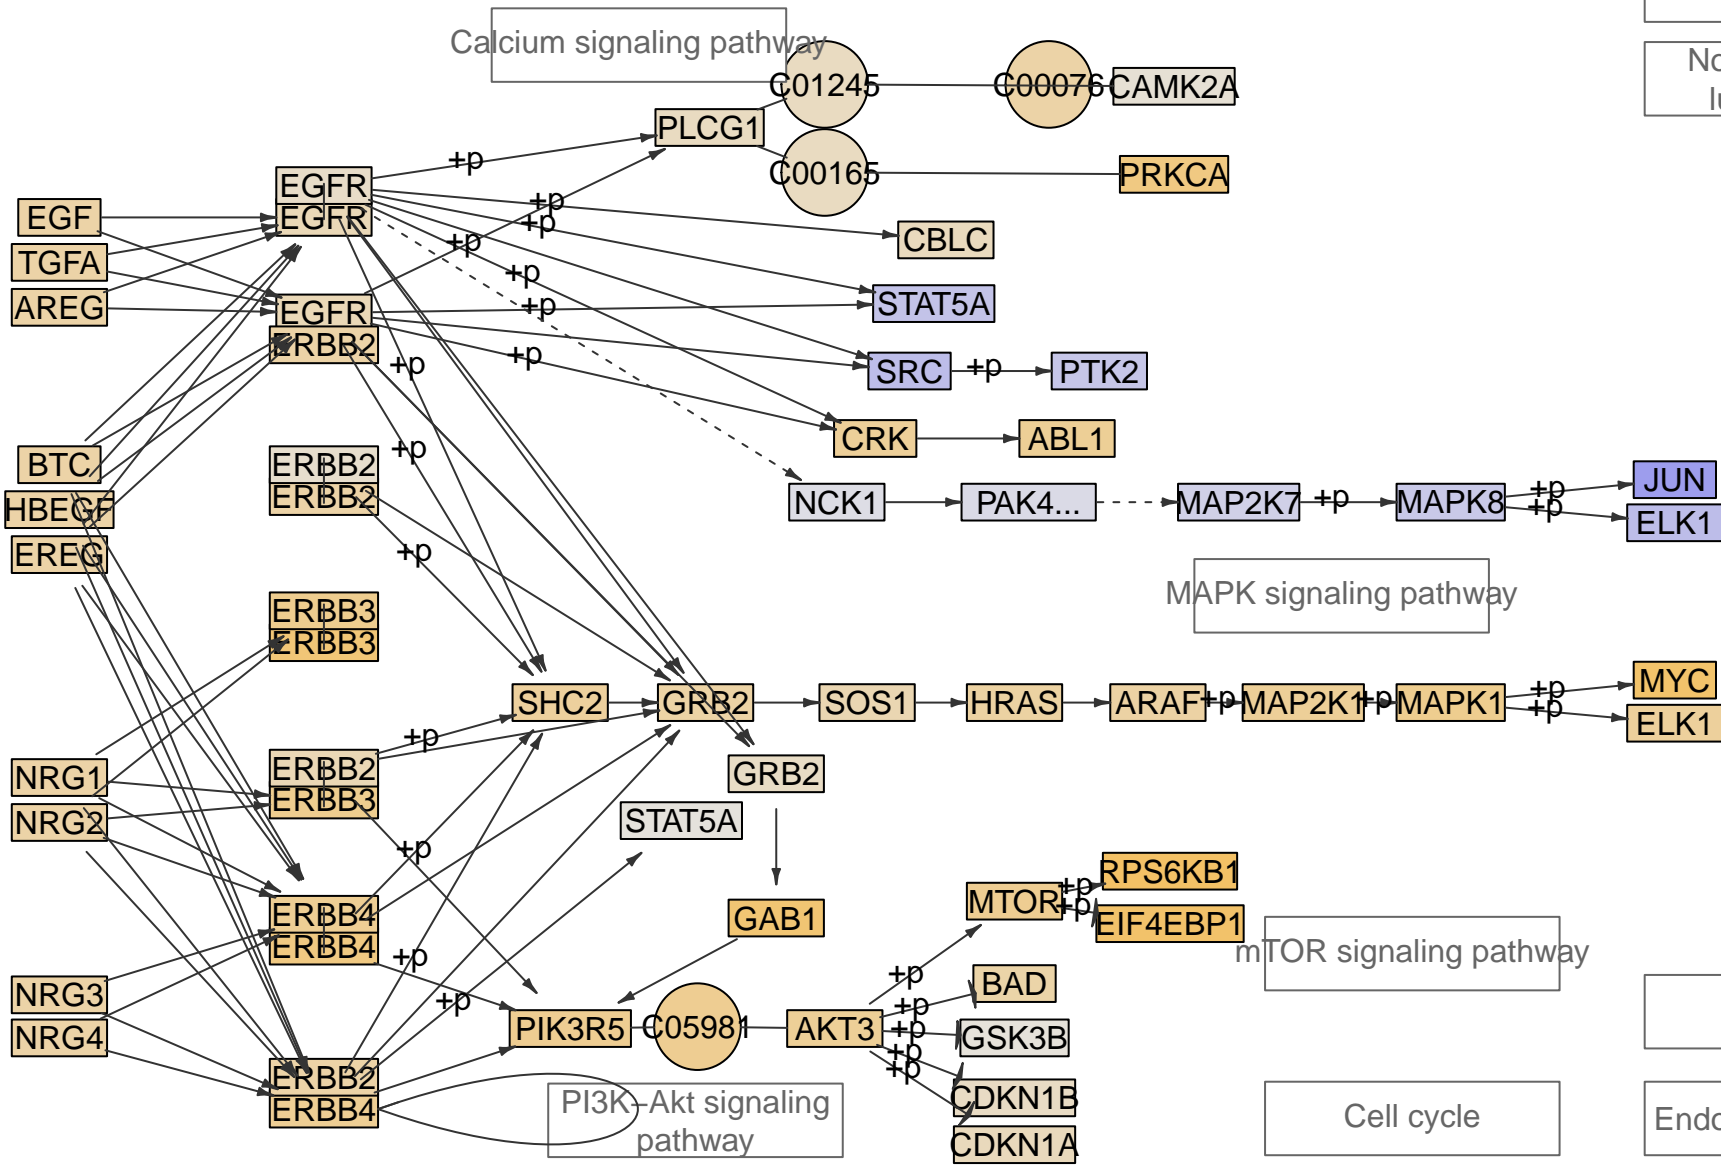 Calcium signaling pathway
C01245
C00076
CAMK2A
PLCG1
+p
C00165
PRKCA
EGFR
EGFR
EGF
TGFA
AREG
+p
+p
+p
+p
+p
+p
CBLC
STAT5A
EGFR
ERBB2
+p
SRC
+p
PTK2
CRK
ABL1
BTC
HBEGF
EREG
ERBB2
ERBB2
+p
+p
NCK1
PAK4...
MAP2K7
+p
MAPK8
+p
+p
JUN
ELK1
MAPK signaling pathway
ERBB3
ERBB3
SHC2
GRB2
SOS1
HRAS
ARAF
+p
MAP2K1
+p
MAPK1
+p
+p
MYC
ELK1
NRG1
NRG2
ERBB2
ERBB3
+p
GRB2
STAT5A
+p
GAB1
MTOR
+p
+p
RPS6KB1
EIF4EBP1
mTOR signaling pathway
ERBB4
ERBB4
+p
+p
NRG3
NRG4
PIK3R5
C05981
AKT3
+p
+p
+p
+p
+p
BAD
GSK3B
CDKN1B
CDKN1A
ERBB2
ERBB4
PI3K−Akt signaling
pathway
Cell cycle